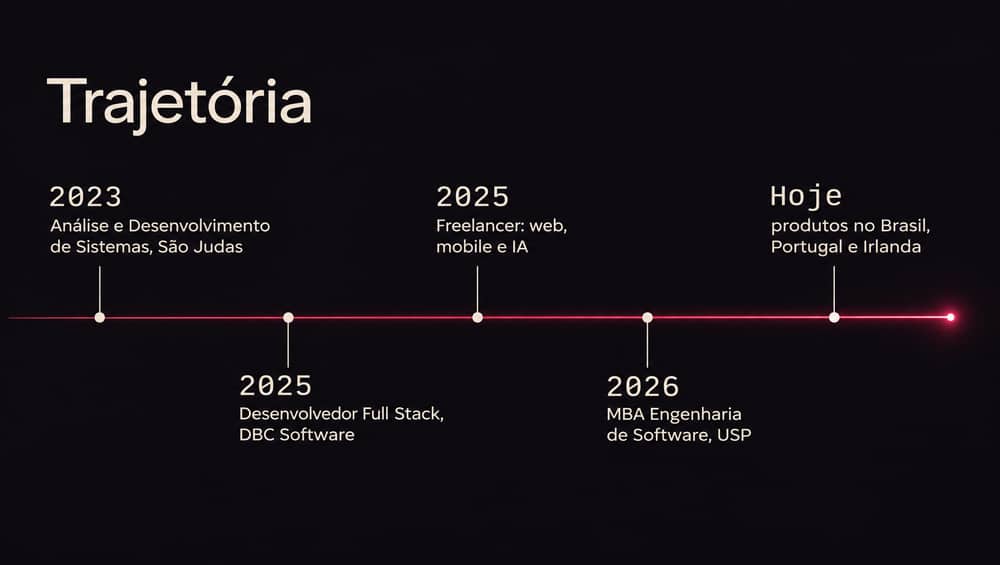 Trajetória
2023
Análise e Desenvolvimento
de Sistemas, São Judas
2025
Desenvolvedor Full Stack,
DBC Software
2025
Freelancer: web,
mobile e IA
2026
MBA Engenharia
de Software, USP
Hoje
produtos no Brasil,
Portugal e Irlanda